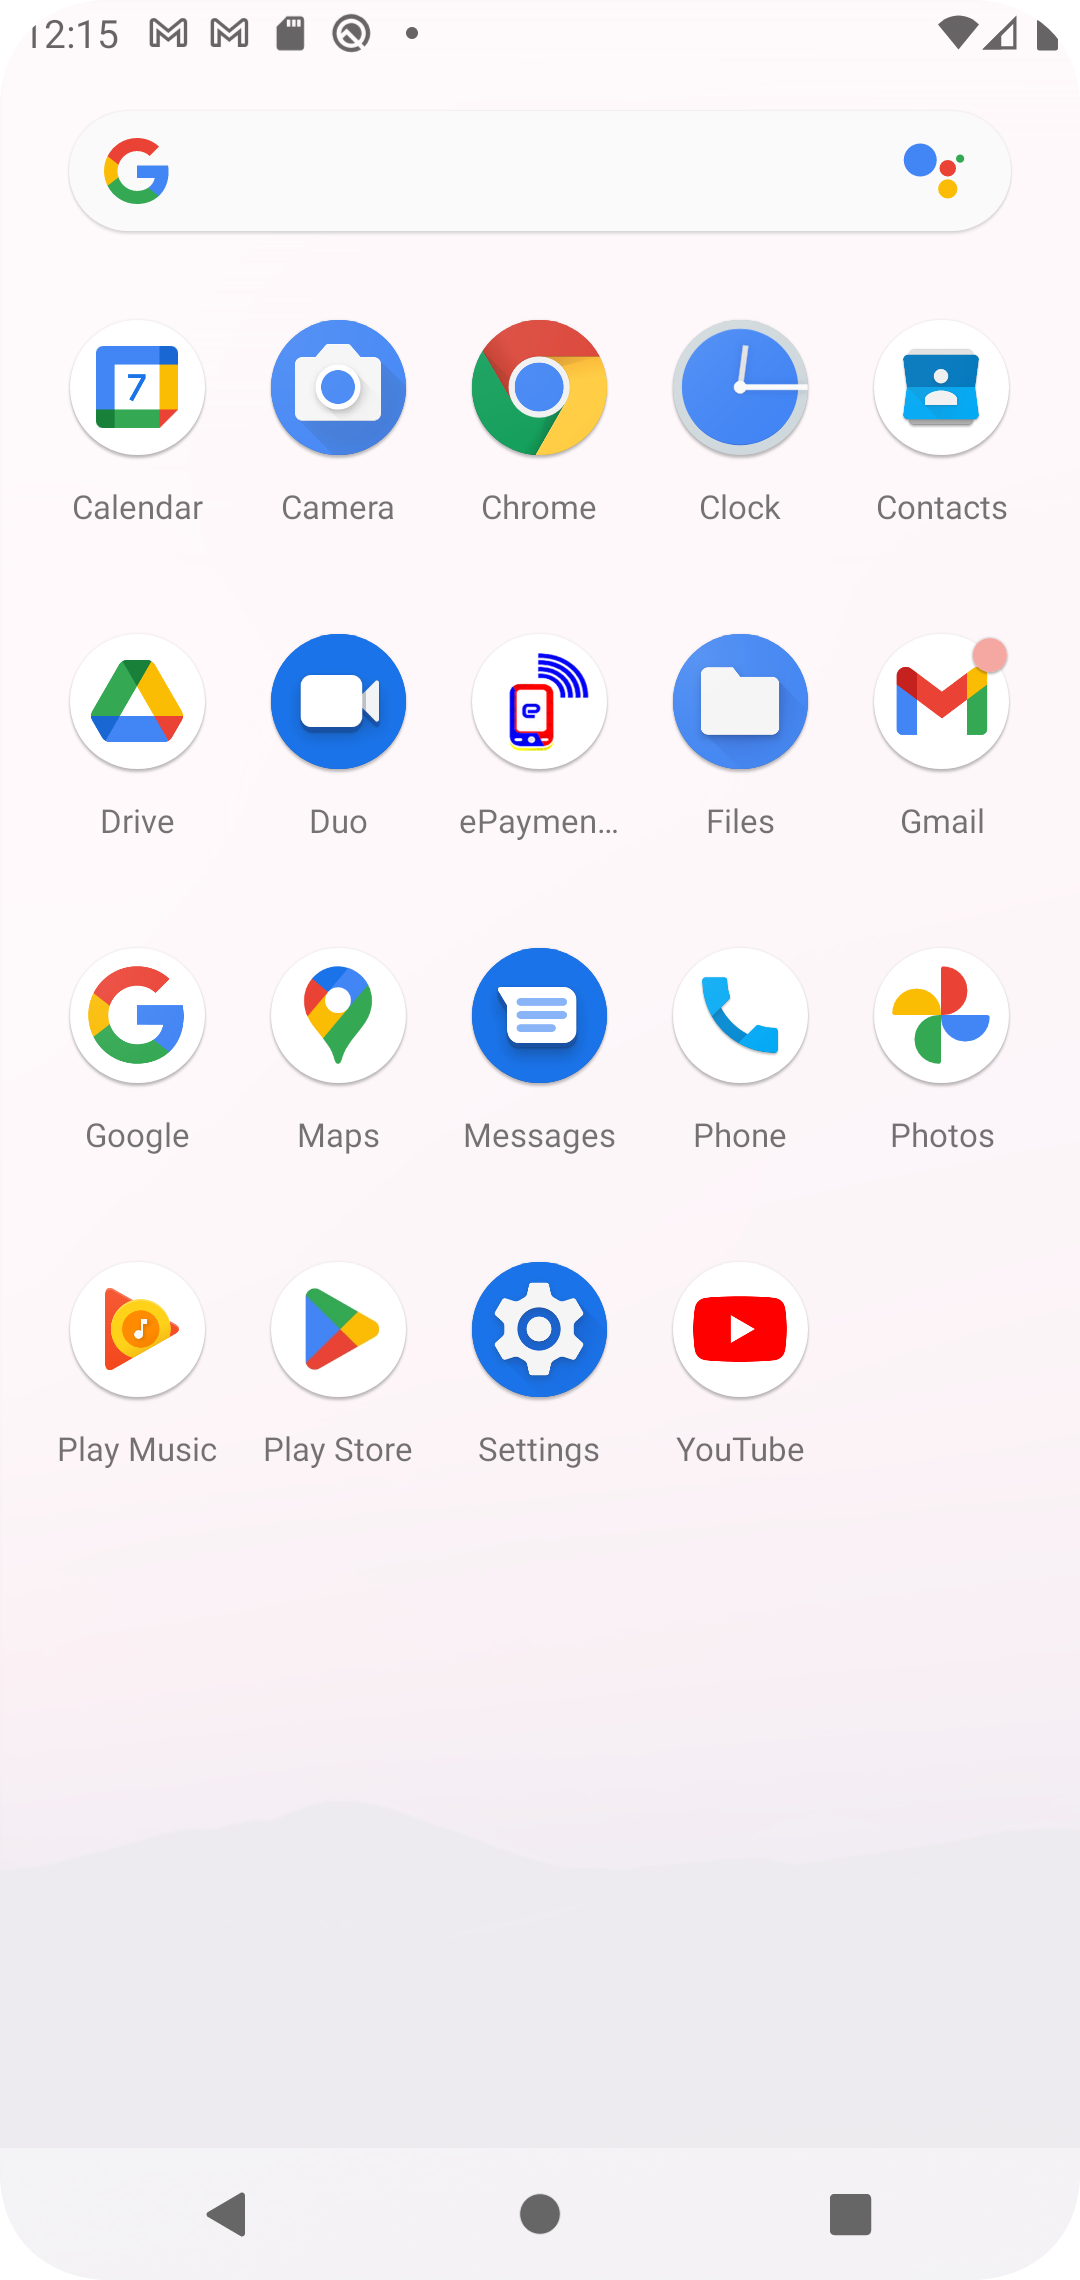 12:15
Calendar Camera Chrome Clock Contacts
Drive Duo ePaymen… Files Gmail
Google Maps Messages Phone Photos
Play Music Play Store Settings YouTube